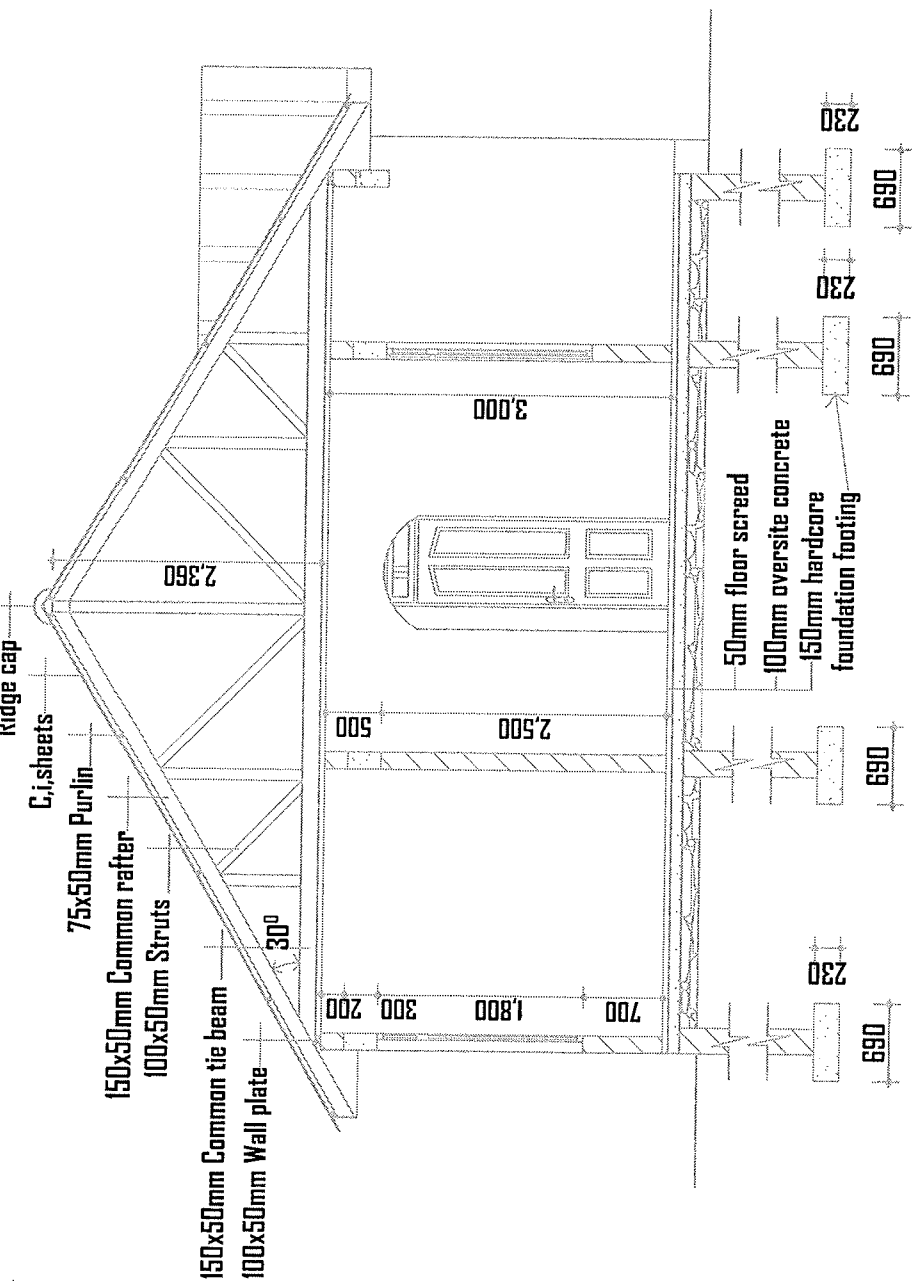 Ridge cap
C,i,sheets
75x50mm Purlin
150x50mm Common rafter
100x50mm Struts
150x50mm Common tie beam
100x50mm Wall plate
30⁰
2,360
200
300
1,800
700
500
2,500
3,000
50mm floor screed
100mm oversite concrete
150mm hardcore
foundation footing
230
690
690
230
690
230
690